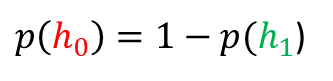 p(h₀) = 1 − p(h₁)